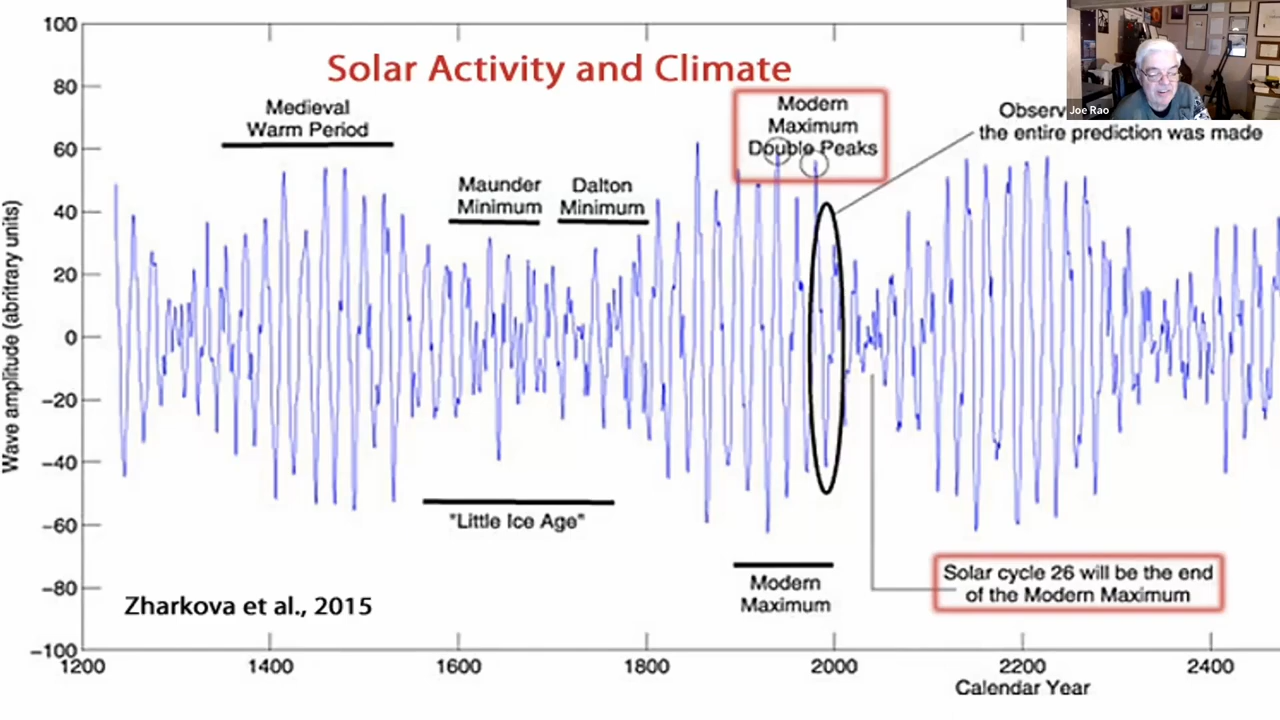 Solar Activity and Climate
Medieval
Warm Period
Maunder
Minimum
Dalton
Minimum
Modern
Maximum
Double Peaks
Joe Rao
the entire prediction was made
"Little Ice Age"
Modern
Maximum
Solar cycle 26 will be the end
of the Modern Maximum
Zharkova et al., 2015
Wave amplitude (abritrary units)
100
80
60
40
20
0
−20
−40
−60
−80
−100
1200
1400
1600
1800
2000
2200
2400
Calendar Year